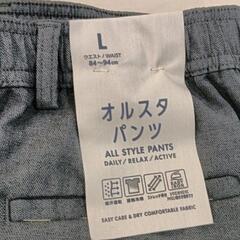 L
ウエスト/WAIST
84〜94cm
オルスタ
パンツ
ALL STYLE PANTS
DAILY / RELAX / ACTIVE
EASY CARE & DRY COMFORTABLE FABRIC